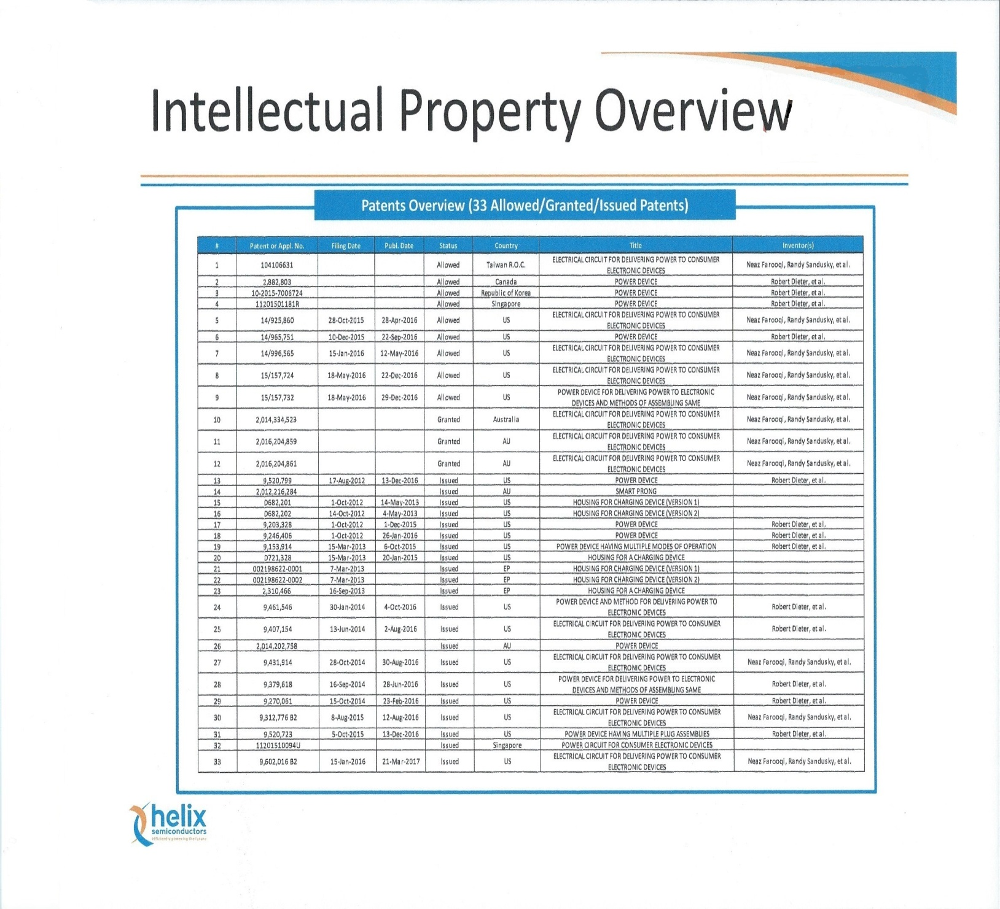 Intellectual Property Overview
Patents Overview (33 Allowed/Granted/Issued Patents)
# Patent or Appl. No. Filing Date Publ. Date Status Country Title Inventor(s)
1 104106631 Allowed Taiwan R.O.C. ELECTRICAL CIRCUIT FOR DELIVERING POWER TO CONSUMER ELECTRONIC DEVICES Neaz Farooqi, Randy Sandusky, et al.
2 2,882,803 Allowed Canada POWER DEVICE Robert Dieter, et al.
3 10-2015-7006724 Allowed Republic of Korea POWER DEVICE Robert Dieter, et al.
4 11201501181R Allowed Singapore POWER DEVICE Robert Dieter, et al.
5 14/925,860 28-Oct-2015 28-Apr-2016 Allowed US ELECTRICAL CIRCUIT FOR DELIVERING POWER TO CONSUMER ELECTRONIC DEVICES Neaz Farooqi, Randy Sandusky, et al.
6 14/965,751 10-Dec-2015 22-Sep-2016 Allowed US POWER DEVICE Robert Dieter, et al.
7 14/996,565 15-Jan-2016 12-May-2016 Allowed US ELECTRICAL CIRCUIT FOR DELIVERING POWER TO CONSUMER ELECTRONIC DEVICES Neaz Farooqi, Randy Sandusky, et al.
8 15/157,724 18-May-2016 22-Dec-2016 Allowed US ELECTRICAL CIRCUIT FOR DELIVERING POWER TO CONSUMER ELECTRONIC DEVICES Neaz Farooqi, Randy Sandusky, et al.
9 15/157,732 18-May-2016 29-Dec-2016 Allowed US POWER DEVICE FOR DELIVERING POWER TO ELECTRONIC DEVICES AND METHODS OF ASSEMBLING SAME Neaz Farooqi, Randy Sandusky, et al.
10 2,014,334,523 Granted Australia ELECTRICAL CIRCUIT FOR DELIVERING POWER TO CONSUMER ELECTRONIC DEVICES Neaz Farooqi, Randy Sandusky, et al.
11 2,016,204,859 Granted AU ELECTRICAL CIRCUIT FOR DELIVERING POWER TO CONSUMER ELECTRONIC DEVICES Neaz Farooqi, Randy Sandusky, et al.
12 2,016,204,861 Granted AU ELECTRICAL CIRCUIT FOR DELIVERING POWER TO CONSUMER ELECTRONIC DEVICES Neaz Farooqi, Randy Sandusky, et al.
13 9,520,799 17-Aug-2012 13-Dec-2016 Issued US POWER DEVICE Robert Dieter, et al.
14 2,012,216,284 Issued AU SMART PRONG
15 D682,201 1-Oct-2012 14-May-2013 Issued US HOUSING FOR CHARGING DEVICE (VERSION 1)
16 D682,202 14-Oct-2012 4-May-2013 Issued US HOUSING FOR CHARGING DEVICE (VERSION 2)
17 9,203,328 1-Oct-2012 1-Dec-2015 Issued US POWER DEVICE Robert Dieter, et al.
18 9,246,406 1-Oct-2012 26-Jan-2016 Issued US POWER DEVICE Robert Dieter, et al.
19 9,153,914 15-Mar-2013 6-Oct-2015 Issued US POWER DEVICE HAVING MULTIPLE MODES OF OPERATION Robert Dieter, et al.
20 D721,328 15-Mar-2013 20-Jan-2015 Issued US HOUSING FOR A CHARGING DEVICE
21 002198622-0001 7-Mar-2013 Issued EP HOUSING FOR CHARGING DEVICE (VERSION 1)
22 002198622-0002 7-Mar-2013 Issued EP HOUSING FOR CHARGING DEVICE (VERSION 2)
23 2,310,466 16-Sep-2013 Issued EP HOUSING FOR A CHARGING DEVICE
24 9,461,546 30-Jan-2014 4-Oct-2016 Issued US POWER DEVICE AND METHOD FOR DELIVERING POWER TO ELECTRONIC DEVICES Robert Dieter, et al.
25 9,407,154 13-Jun-2014 2-Aug-2016 Issued US ELECTRICAL CIRCUIT FOR DELIVERING POWER TO CONSUMER ELECTRONIC DEVICES Robert Dieter, et al.
26 2,014,202,758 Issued AU POWER DEVICE
27 9,431,914 28-Oct-2014 30-Aug-2016 Issued US ELECTRICAL CIRCUIT FOR DELIVERING POWER TO CONSUMER ELECTRONIC DEVICES Neaz Farooqi, Randy Sandusky, et al.
28 9,379,618 16-Sep-2014 28-Jun-2016 Issued US POWER DEVICE FOR DELIVERING POWER TO ELECTRONIC DEVICES AND METHODS OF ASSEMBLING SAME Robert Dieter, et al.
29 9,270,061 15-Oct-2014 23-Feb-2016 Issued US POWER DEVICE Robert Dieter, et al.
30 9,312,776 B2 8-Aug-2015 12-Aug-2016 Issued US ELECTRICAL CIRCUIT FOR DELIVERING POWER TO CONSUMER ELECTRONIC DEVICES Neaz Farooqi, Randy Sandusky, et al.
31 9,520,723 5-Oct-2015 13-Dec-2016 Issued US POWER DEVICE HAVING MULTIPLE PLUG ASSEMBLIES Robert Dieter, et al.
32 11201510094U Issued Singapore POWER CIRCUIT FOR CONSUMER ELECTRONIC DEVICES
33 9,602,016 B2 15-Jan-2016 21-Mar-2017 Issued US ELECTRICAL CIRCUIT FOR DELIVERING POWER TO CONSUMER ELECTRONIC DEVICES Neaz Farooqi, Randy Sandusky, et al.
helix
semiconductors
efficiently powering the future